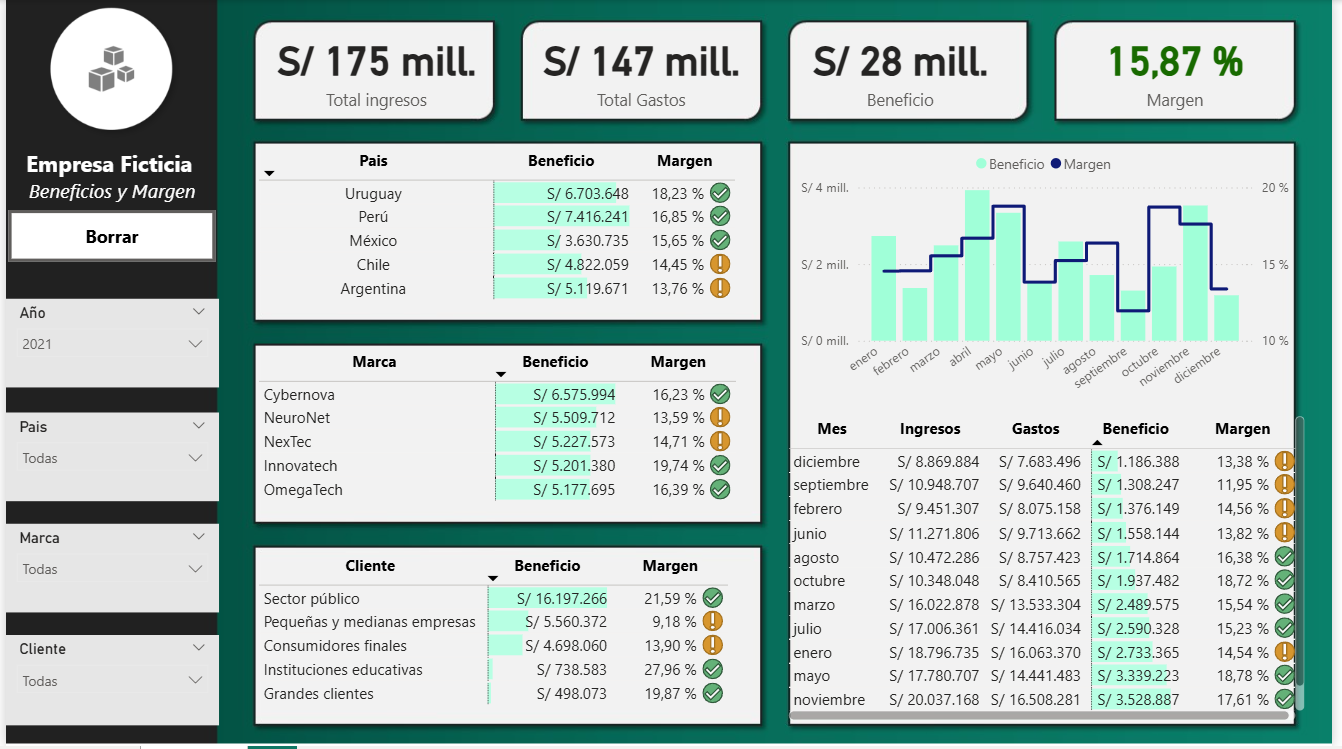 S/ 175 mill.
Total ingresos
S/ 147 mill.
Total Gastos
S/ 28 mill.
Beneficio
15,87 %
Margen
Empresa Ficticia
Beneficios y Margen
Borrar
Año
2021
Pais
Todas
Marca
Todas
Cliente
Todas
Pais Beneficio Margen
Uruguay S/ 6.703.648 18,23 %
Perú S/ 7.416.241 16,85 %
México S/ 3.630.735 15,65 %
Chile S/ 4.822.059 14,45 %
Argentina S/ 5.119.671 13,76 %
Marca Beneficio Margen
Cybernova S/ 6.575.994 16,23 %
NeuroNet S/ 5.509.712 13,59 %
NexTec S/ 5.227.573 14,71 %
Innovatech S/ 5.201.380 19,74 %
OmegaTech S/ 5.177.695 16,39 %
Cliente Beneficio Margen
Sector público S/ 16.197.266 21,59 %
Pequeñas y medianas empresas S/ 5.560.372 9,18 %
Consumidores finales S/ 4.698.060 13,90 %
Instituciones educativas S/ 738.583 27,96 %
Grandes clientes S/ 498.073 19,87 %
Beneficio Margen
S/ 4 mill. 20 %
S/ 2 mill. 15 %
S/ 0 mill. 10 %
enero febrero marzo abril mayo junio julio agosto septiembre octubre noviembre diciembre
Mes Ingresos Gastos Beneficio Margen
diciembre S/ 8.869.884 S/ 7.683.496 S/ 1.186.388 13,38 %
septiembre S/ 10.948.707 S/ 9.640.460 S/ 1.308.247 11,95 %
febrero S/ 9.451.307 S/ 8.075.158 S/ 1.376.149 14,56 %
junio S/ 11.271.806 S/ 9.713.662 S/ 1.558.144 13,82 %
agosto S/ 10.472.286 S/ 8.757.423 S/ 1.714.864 16,38 %
octubre S/ 10.348.048 S/ 8.410.565 S/ 1.937.482 18,72 %
marzo S/ 16.022.878 S/ 13.533.304 S/ 2.489.575 15,54 %
julio S/ 17.006.361 S/ 14.416.034 S/ 2.590.328 15,23 %
enero S/ 18.796.735 S/ 16.063.370 S/ 2.733.365 14,54 %
mayo S/ 17.780.707 S/ 14.441.483 S/ 3.339.223 18,78 %
noviembre S/ 20.037.168 S/ 16.508.281 S/ 3.528.887 17,61 %